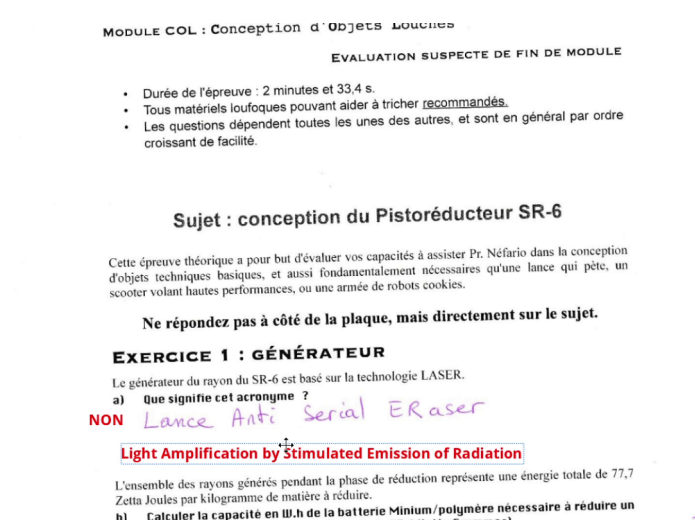 MODULE COL : Conception d'Objets Louches
EVALUATION SUSPECTE DE FIN DE MODULE
• Durée de l'épreuve : 2 minutes et 33,4 s.
• Tous matériels loufoques pouvant aider à tricher recommandés.
• Les questions dépendent toutes les unes des autres, et sont en général par ordre
croissant de facilité.
Sujet : conception du Pistoréducteur SR-6
Cette épreuve théorique a pour but d'évaluer vos capacités à assister Pr. Néfario dans la conception
d'objets techniques basiques, et aussi fondamentalement nécessaires qu'une lance qui pète, un
scooter volant hautes performances, ou une armée de robots cookies.
Ne répondez pas à côté de la plaque, mais directement sur le sujet.
EXERCICE 1 : GÉNÉRATEUR
Le générateur du rayon du SR-6 est basé sur la technologie LASER.
a) Que signifie cet acronyme ?
NON Lance Anti Serial ERaser
Light Amplification by Stimulated Emission of Radiation
L'ensemble des rayons générés pendant la phase de réduction représente une énergie totale de 77,7
Zetta Joules par kilogramme de matière à réduire.
b) Calculer la capacité en W.h de la batterie Minium/polymère nécessaire à réduire un